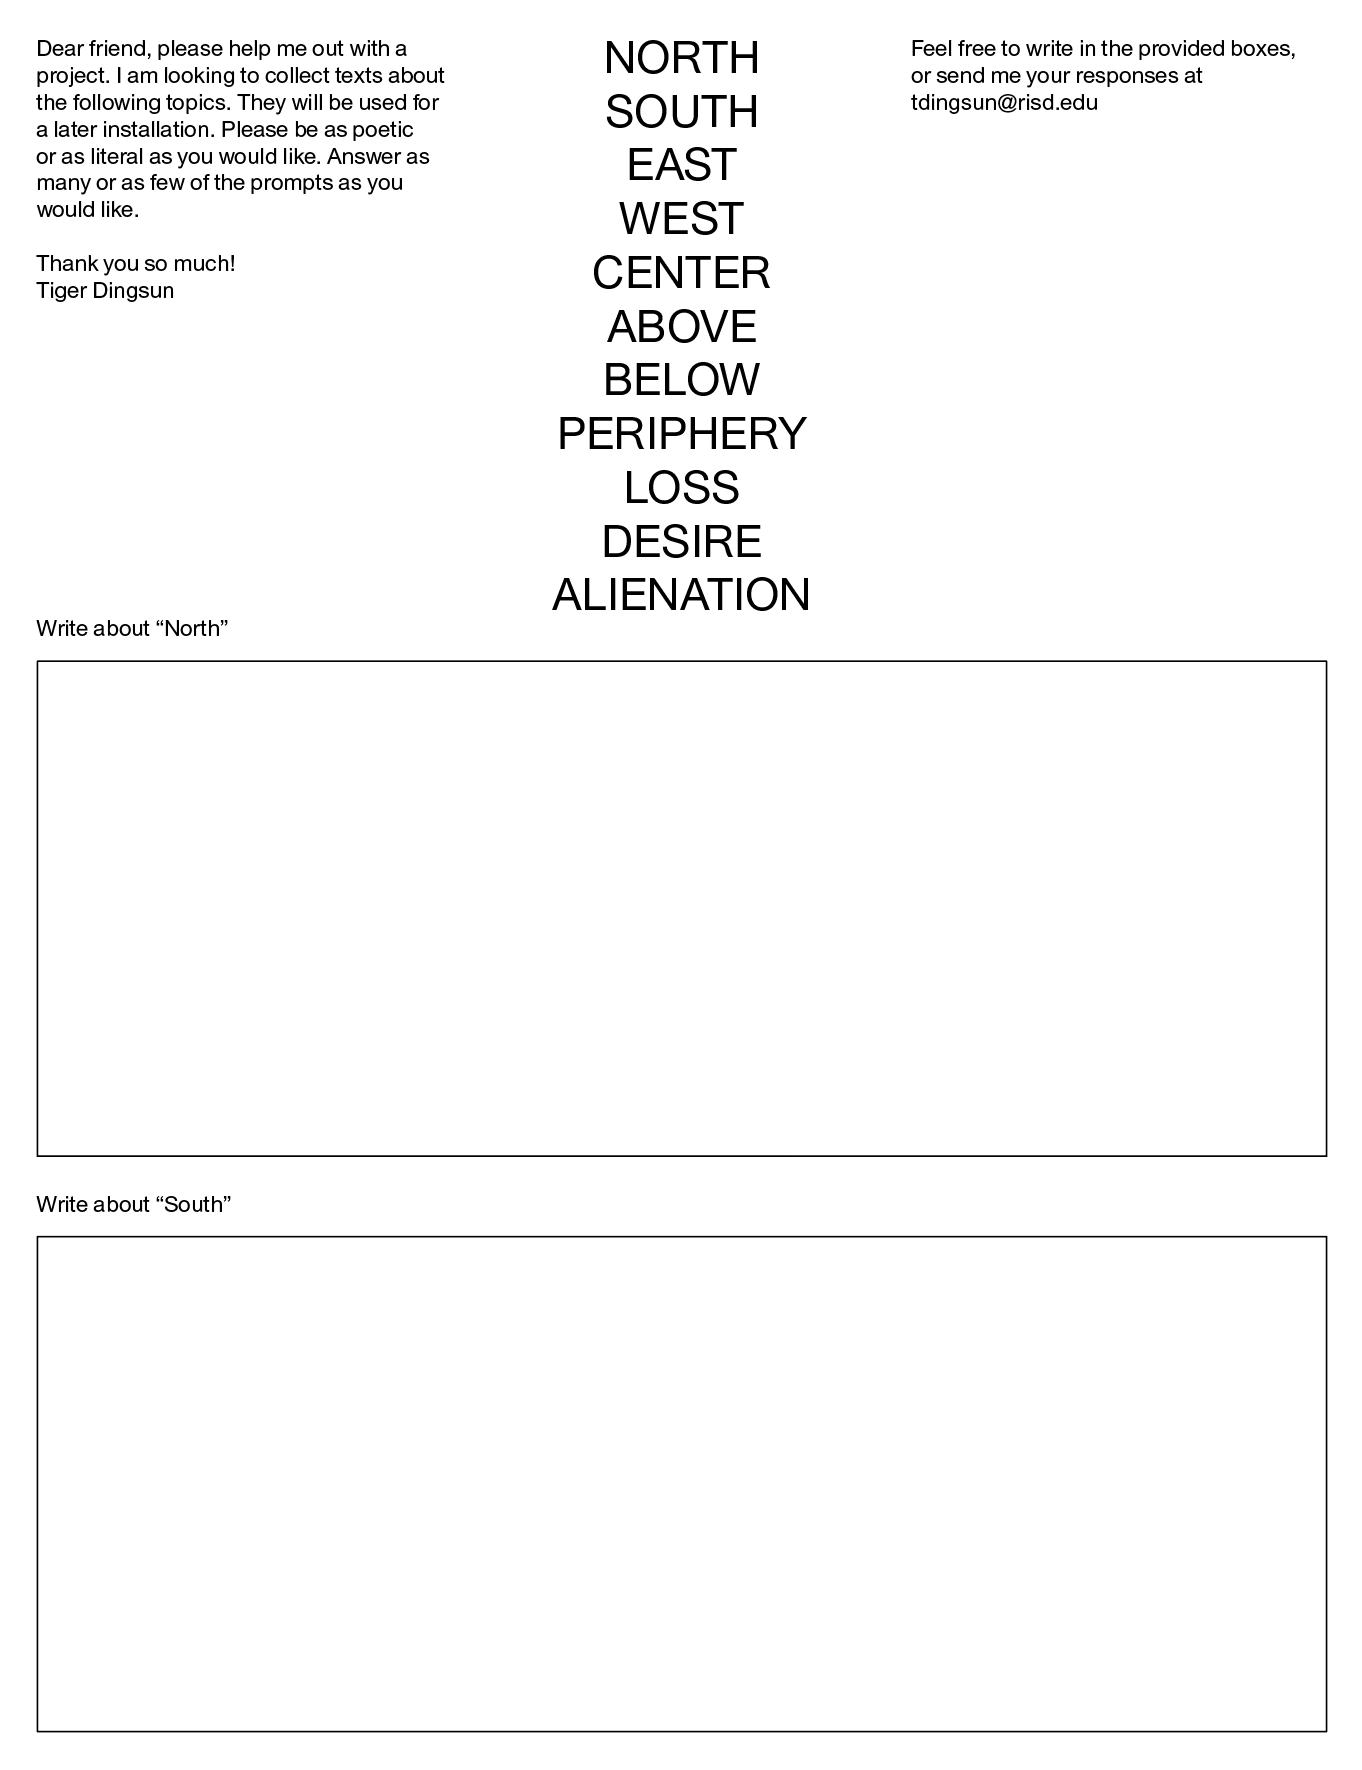 Dear friend, please help me out with a
project. I am looking to collect texts about
the following topics. They will be used for
a later installation. Please be as poetic
or as literal as you would like. Answer as
many or as few of the prompts as you
would like.
Thank you so much!
Tiger Dingsun
NORTH
SOUTH
EAST
WEST
CENTER
ABOVE
BELOW
PERIPHERY
LOSS
DESIRE
ALIENATION
Feel free to write in the provided boxes,
or send me your responses at
tdingsun@risd.edu
Write about “North”
Write about “South”